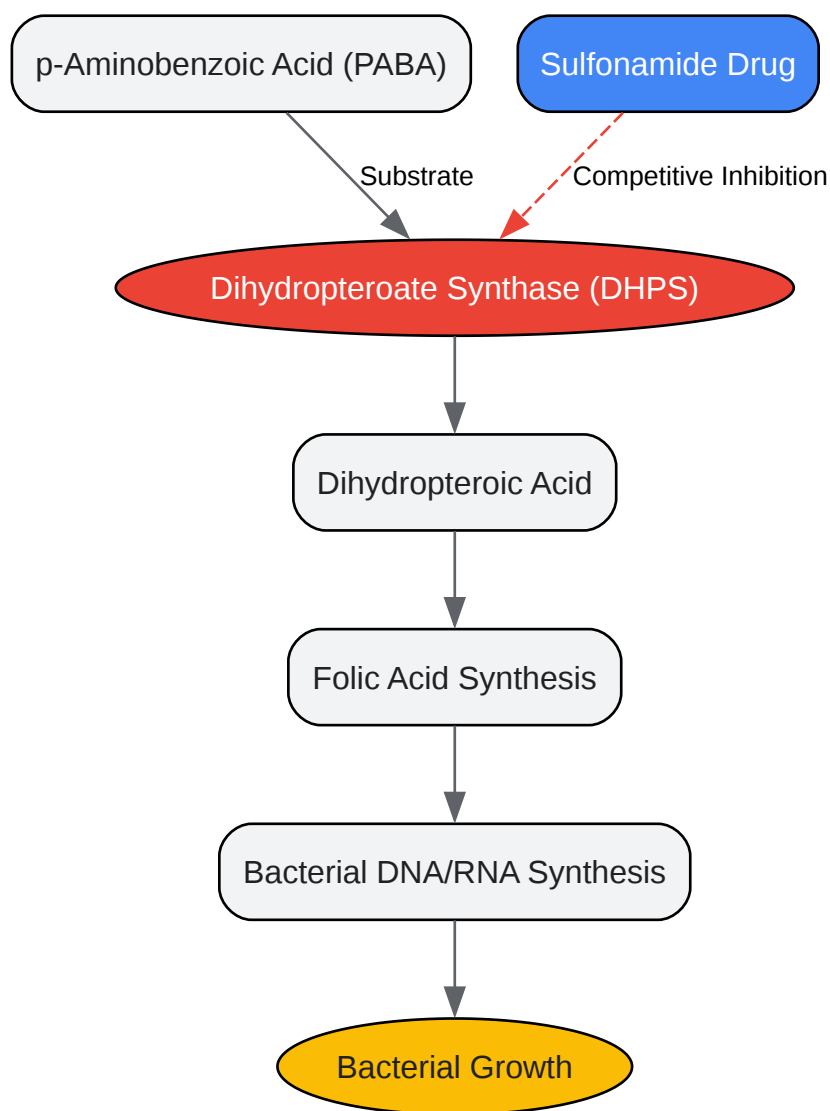 p-Aminobenzoic Acid (PABA)
Sulfonamide Drug
Substrate
Competitive Inhibition
Dihydropteroate Synthase (DHPS)
Dihydropteroic Acid
Folic Acid Synthesis
Bacterial DNA/RNA Synthesis
Bacterial Growth